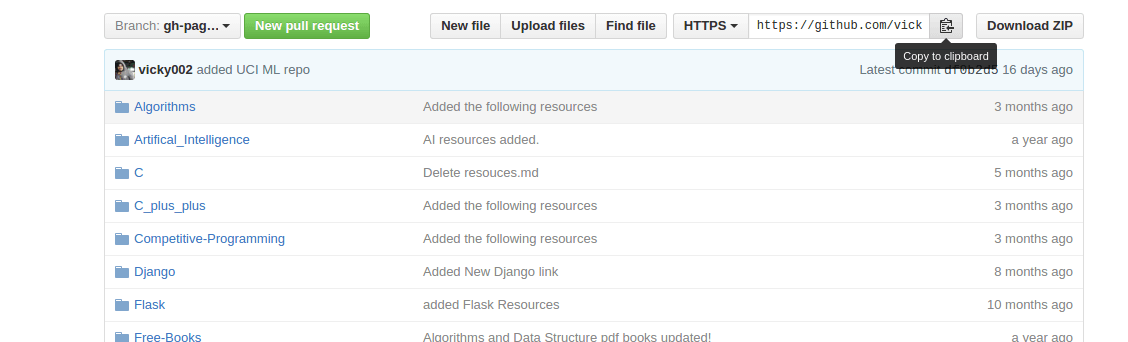 Branch: gh-pag… New pull request New file Upload files Find file HTTPS https://github.com/vick Download ZIP
Copy to clipboard
vicky002 added UCI ML repo Latest commit df0b2d5 16 days ago
Algorithms Added the following resources 3 months ago
Artifical_Intelligence AI resources added. a year ago
C Delete resouces.md 5 months ago
C_plus_plus Added the following resources 3 months ago
Competitive-Programming Added the following resources 3 months ago
Django Added New Django link 8 months ago
Flask added Flask Resources 10 months ago
Free-Books Algorithms and Data Structure pdf books updated! a year ago